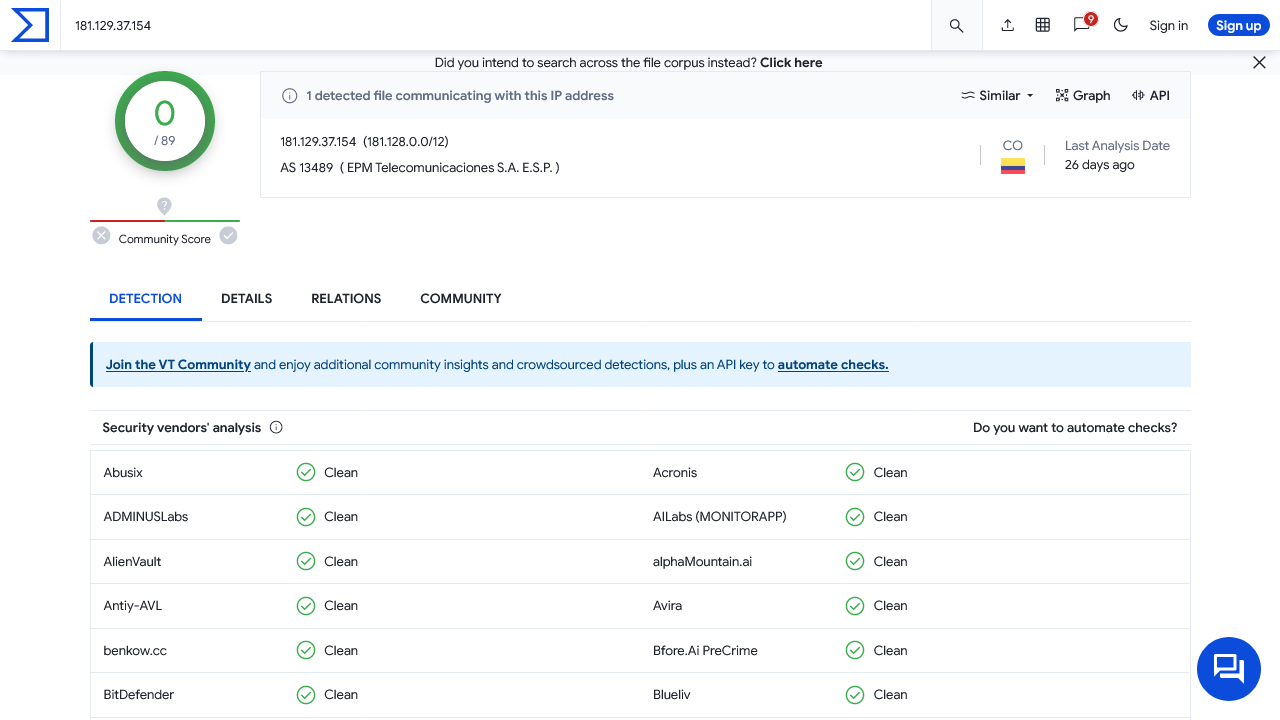 181.129.37.154
9
Sign in
Sign up
Did you intend to search across the file corpus instead? Click here
0
/ 89
?
Community Score
1 detected file communicating with this IP address
Similar
Graph
API
181.129.37.154 (181.128.0.0/12)
AS 13489 ( EPM Telecomunicaciones S.A. E.S.P. )
CO
Last Analysis Date
26 days ago
DETECTION
DETAILS
RELATIONS
COMMUNITY
Join the VT Community and enjoy additional community insights and crowdsourced detections, plus an API key to automate checks.
Security vendors' analysis
Do you want to automate checks?
Abusix Clean Acronis Clean
ADMINUSLabs Clean AILabs (MONITORAPP) Clean
AlienVault Clean alphaMountain.ai Clean
Antiy-AVL Clean Avira Clean
benkow.cc Clean Bfore.Ai PreCrime Clean
BitDefender Clean Blueliv Clean